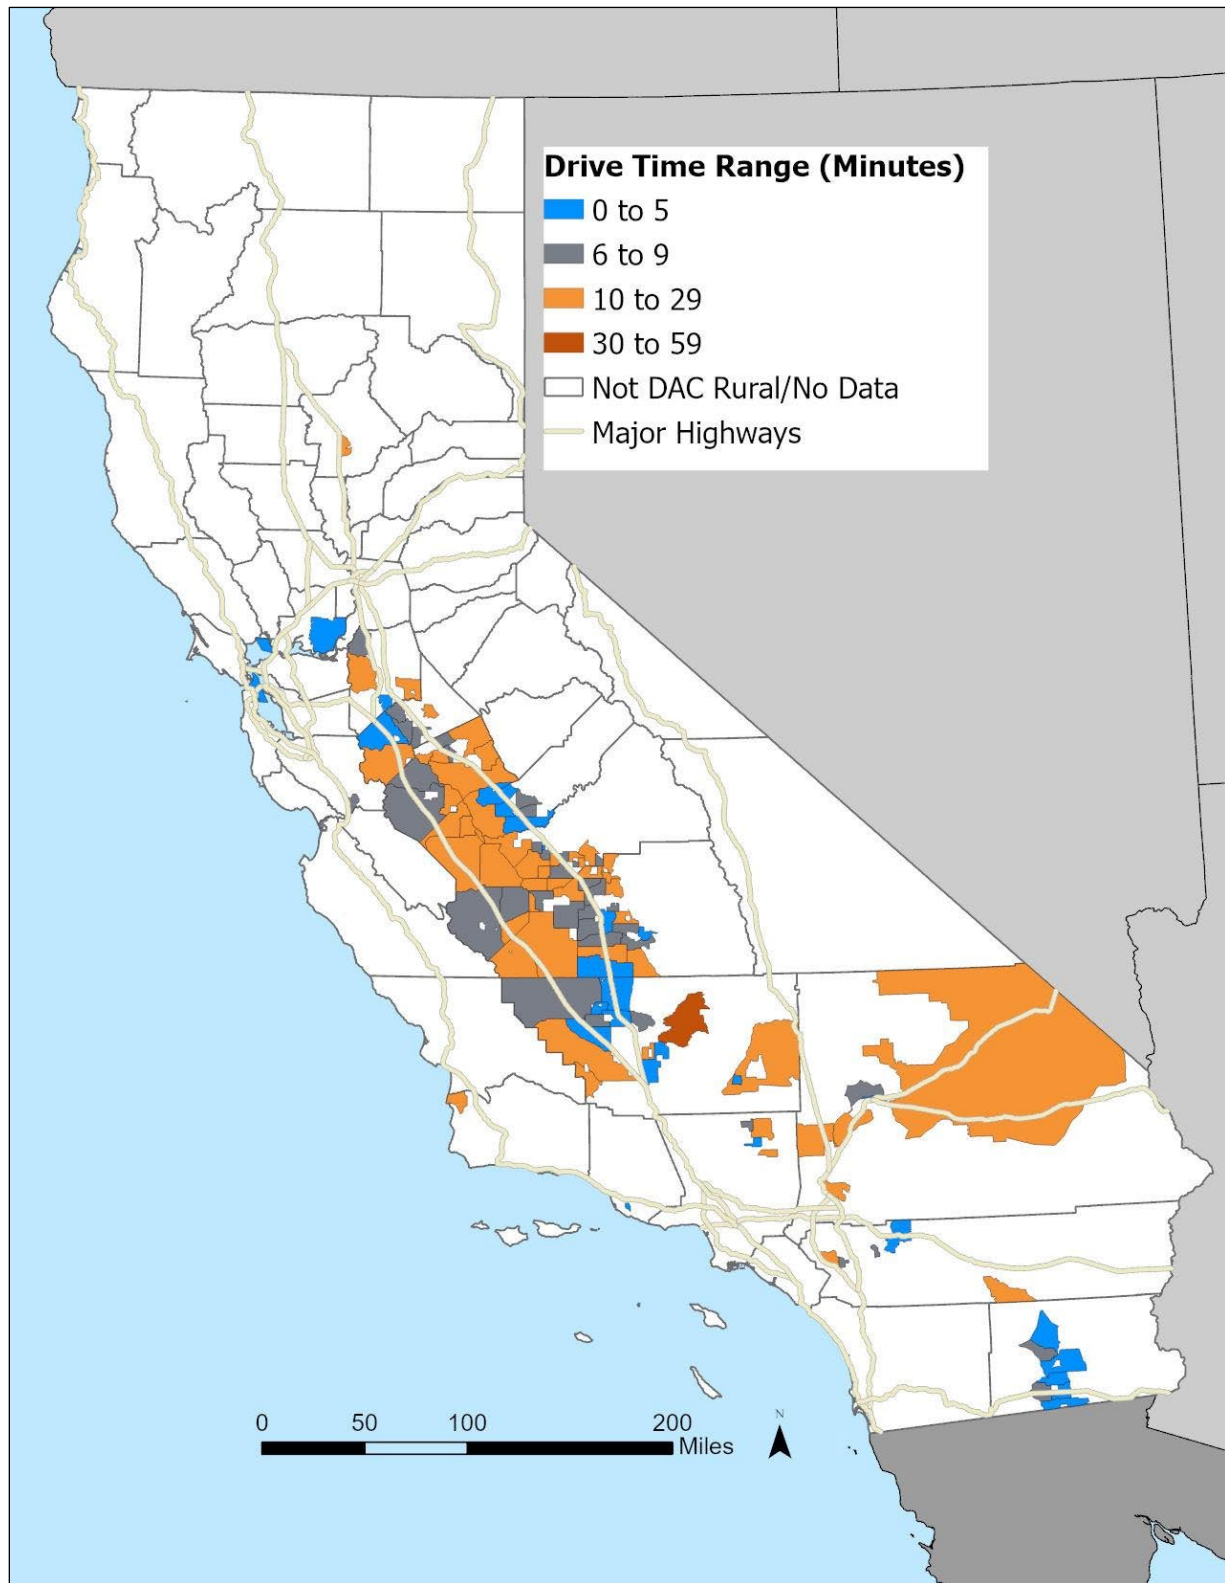 Drive Time Range (Minutes)
0 to 5
6 to 9
10 to 29
30 to 59
Not DAC Rural/No Data
Major Highways
0 50 100 200
Miles
N